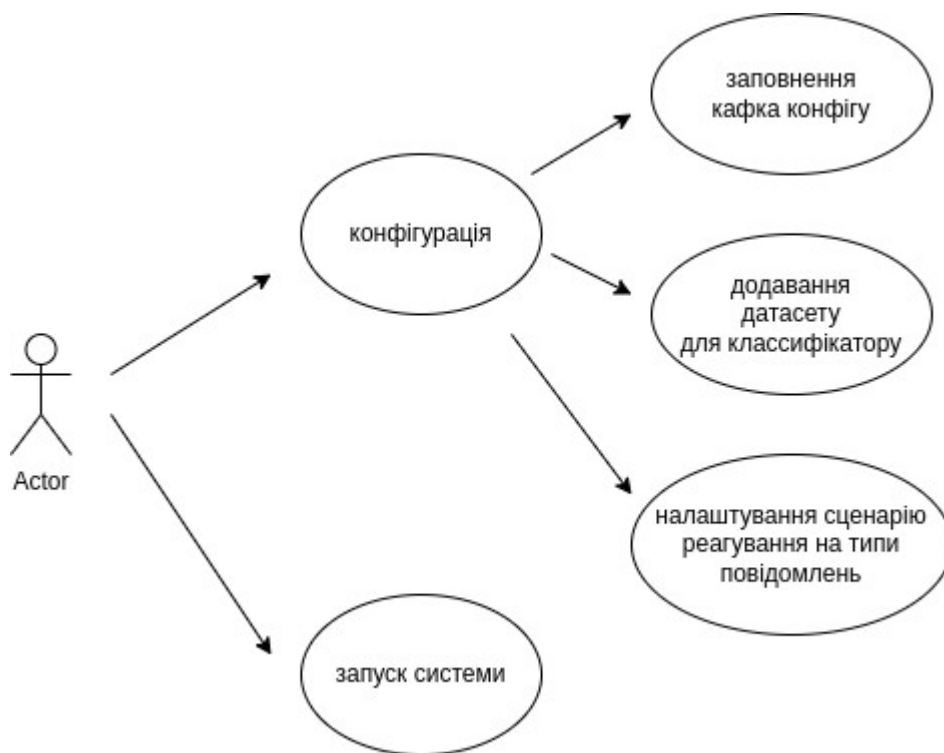 заповнення
кафка конфігу
конфігурація
додавання
датасету
для классифікатору
Actor
налаштування сценарію
реагування на типи
повідомлень
запуск системи